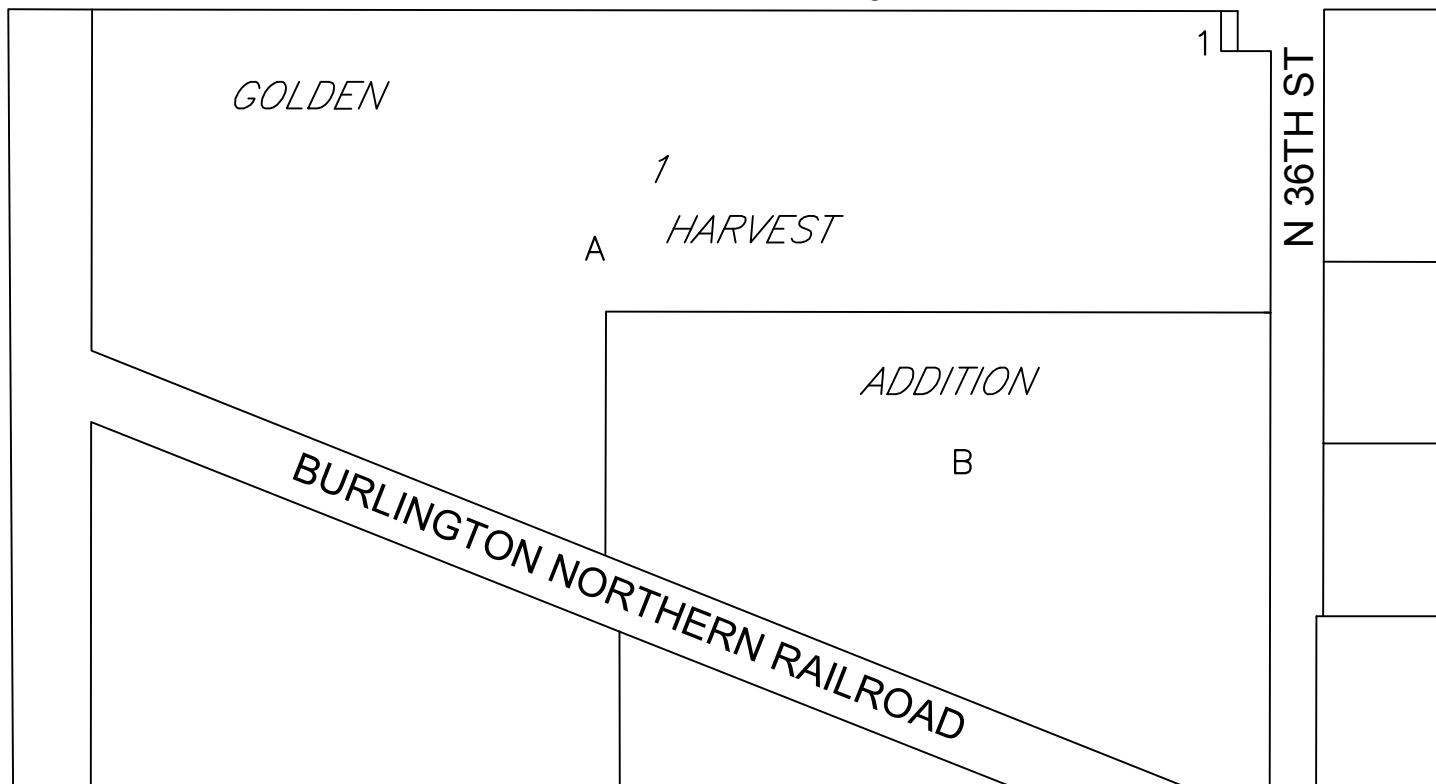 GOLDEN
1
N 36TH ST
1
HARVEST
A
ADDITION
B
BURLINGTON NORTHERN RAILROAD